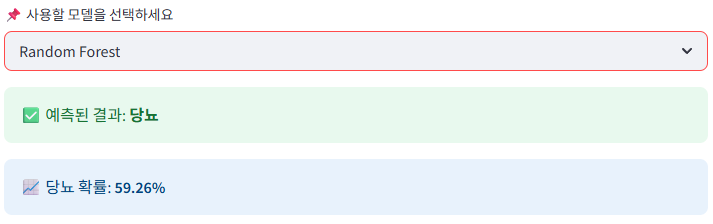 📌 사용할 모델을 선택하세요
Random Forest
✅ 예측된 결과: 당뇨
📈 당뇨 확률: 59.26%